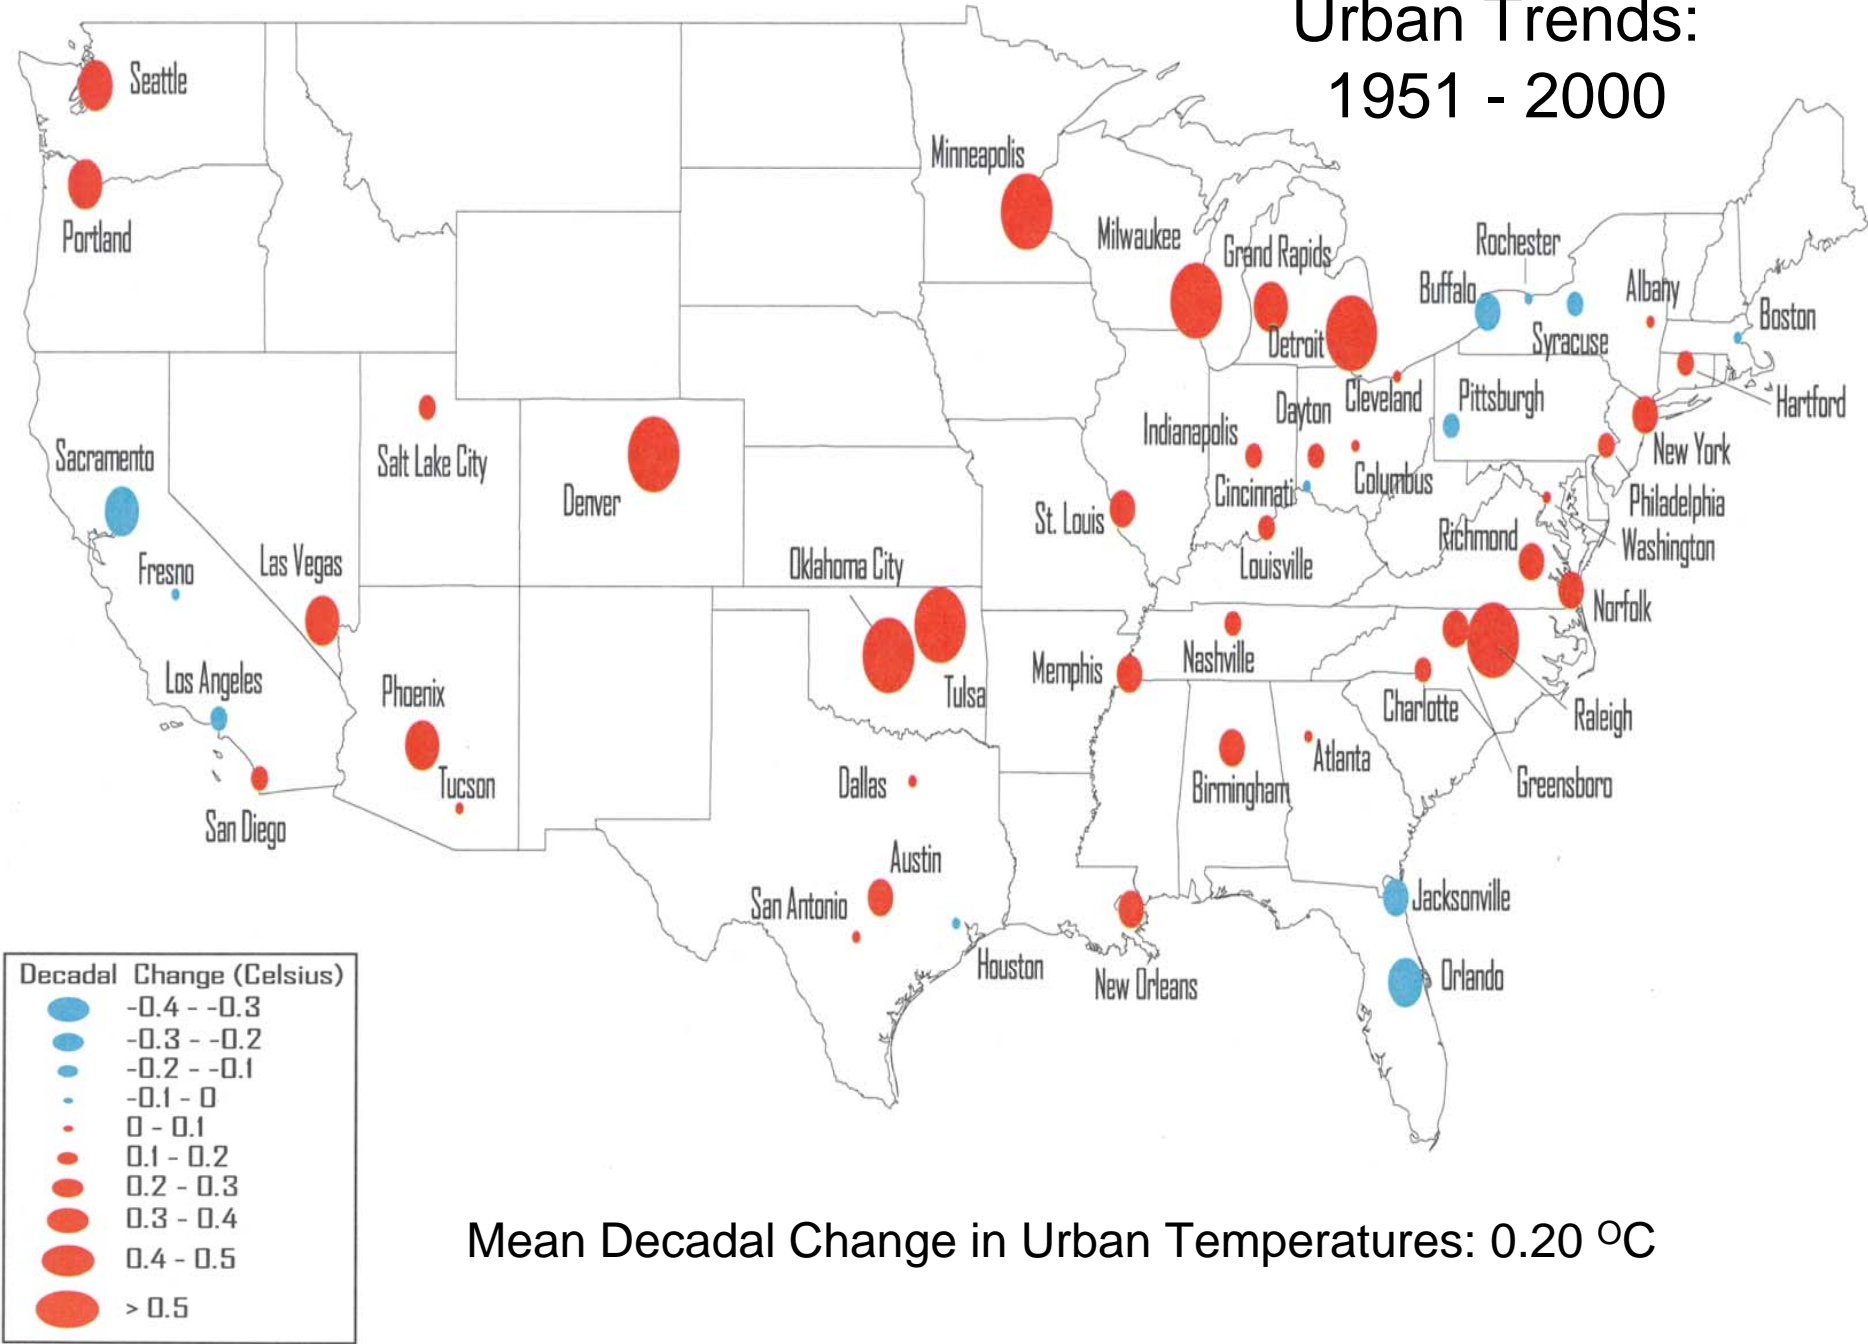 Urban Trends:
1951 - 2000
Seattle
Portland
Minneapolis
Milwaukee
Grand Rapids
Detroit
Rochester
Buffalo
Syracuse
Albany
Boston
Hartford
Cleveland
Pittsburgh
New York
Philadelphia
Washington
Sacramento
Salt Lake City
Denver
Indianapolis
Dayton
Columbus
Cincinnati
St. Louis
Louisville
Richmond
Norfolk
Fresno
Las Vegas
Oklahoma City
Tulsa
Los Angeles
Phoenix
Memphis
Nashville
Charlotte
Raleigh
Greensboro
San Diego
Tucson
Dallas
Birmingham
Atlanta
Austin
San Antonio
Houston
New Orleans
Jacksonville
Orlando
Decadal Change (Celsius)
-0.4 - -0.3
-0.3 - -0.2
-0.2 - -0.1
-0.1 - 0
0 - 0.1
0.1 - 0.2
0.2 - 0.3
0.3 - 0.4
0.4 - 0.5
> 0.5
Mean Decadal Change in Urban Temperatures: 0.20 ᴼC